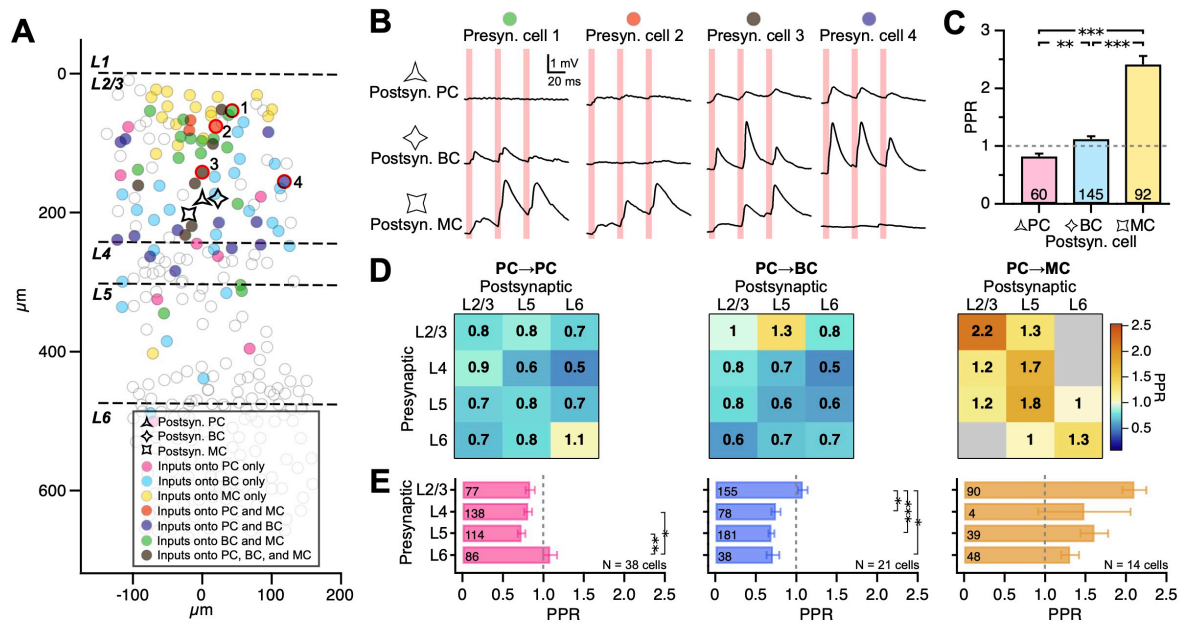 A
L1
L2/3
L4
L5
L6
0
200
400
600
µm
-100
0
100
200
µm
1
2
3
4
Postsyn. PC
Postsyn. BC
Postsyn. MC
Inputs onto PC only
Inputs onto BC only
Inputs onto MC only
Inputs onto PC and MC
Inputs onto PC and BC
Inputs onto BC and MC
Inputs onto PC, BC, and MC
B
Presyn. cell 1
Presyn. cell 2
Presyn. cell 3
Presyn. cell 4
1 mV
20 ms
Postsyn. PC
Postsyn. BC
Postsyn. MC
C
***
** ***
3
2
1
0
PPR
60 145 92
PC BC MC
Postsyn. cell
D
PC→PC
Postsynaptic
L2/3 L5 L6
Presynaptic
L2/3 0.8 0.8 0.7
L4 0.9 0.6 0.5
L5 0.7 0.8 0.7
L6 0.7 0.8 1.1
PC→BC
Postsynaptic
L2/3 L5 L6
1 1.3 0.8
0.8 0.7 0.5
0.8 0.6 0.6
0.6 0.7 0.7
PC→MC
Postsynaptic
L2/3 L5 L6
2.2 1.3
1.2 1.7
1.2 1.8 1
1 1.3
2.5
2.0
1.5
1.0
0.5
PPR
E
Presynaptic
L2/3 77
L4 138
L5 114
L6 86
*
**
N = 38 cells
0 0.5 1.0 1.5 2.0 2.5
PPR
155
78
181
38
*
***
*
N = 21 cells
0 0.5 1.0 1.5 2.0 2.5
PPR
90
4
39
48
N = 14 cells
0 0.5 1.0 1.5 2.0 2.5
PPR